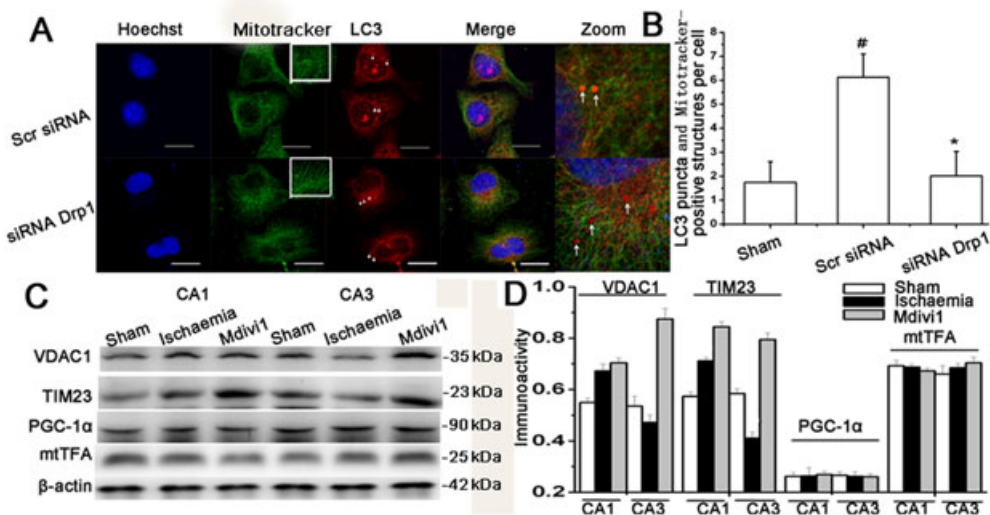 A
Hoechst Mitotracker LC3 Merge Zoom
Scr siRNA
siRNA Drp1
B
LC3 puncta and Mitotracker-
positive structures per cell
8
7
6
5
4
3
2
1
0
#
*
Sham Scr siRNA siRNA Drp1
C
CA1 CA3
Sham Ischaemia Mdivi1 Sham Ischaemia Mdivi1
VDAC1 -35 kDa
TIM23 -23 kDa
PGC-1α -90 kDa
mtTFA -25 kDa
β-actin -42 kDa
D
Immunoactivity
1.0
0.8
0.6
0.4
0.2
VDAC1 TIM23
Sham
Ischaemia
Mdivi1
mtTFA
PGC-1α
CA1 CA3 CA1 CA3 CA1 CA3 CA1 CA3